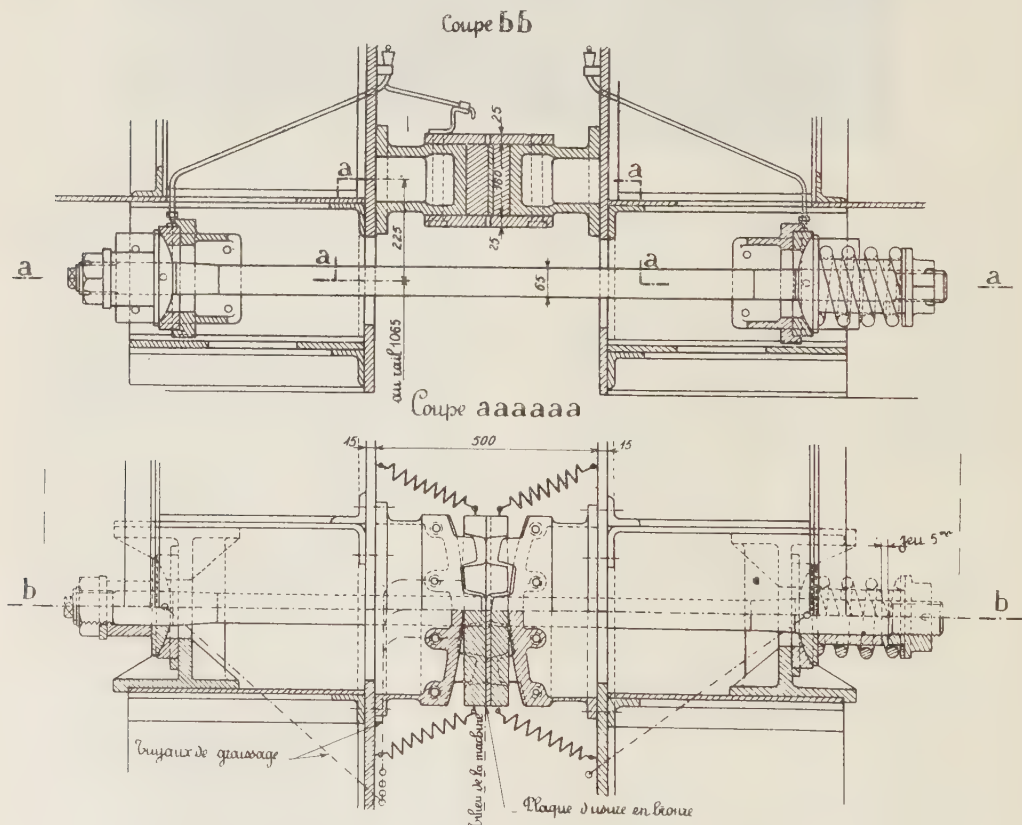 Coupe bb
25
a
a
160
225
25
a
a
a
a
65
au rail 1065
Coupe aaaaaa
15
500
15
Jeu 5ᵐᵐ
b
b
Tuyaux de graissage
Milieu de la machine
Plaque d'usure en bronze